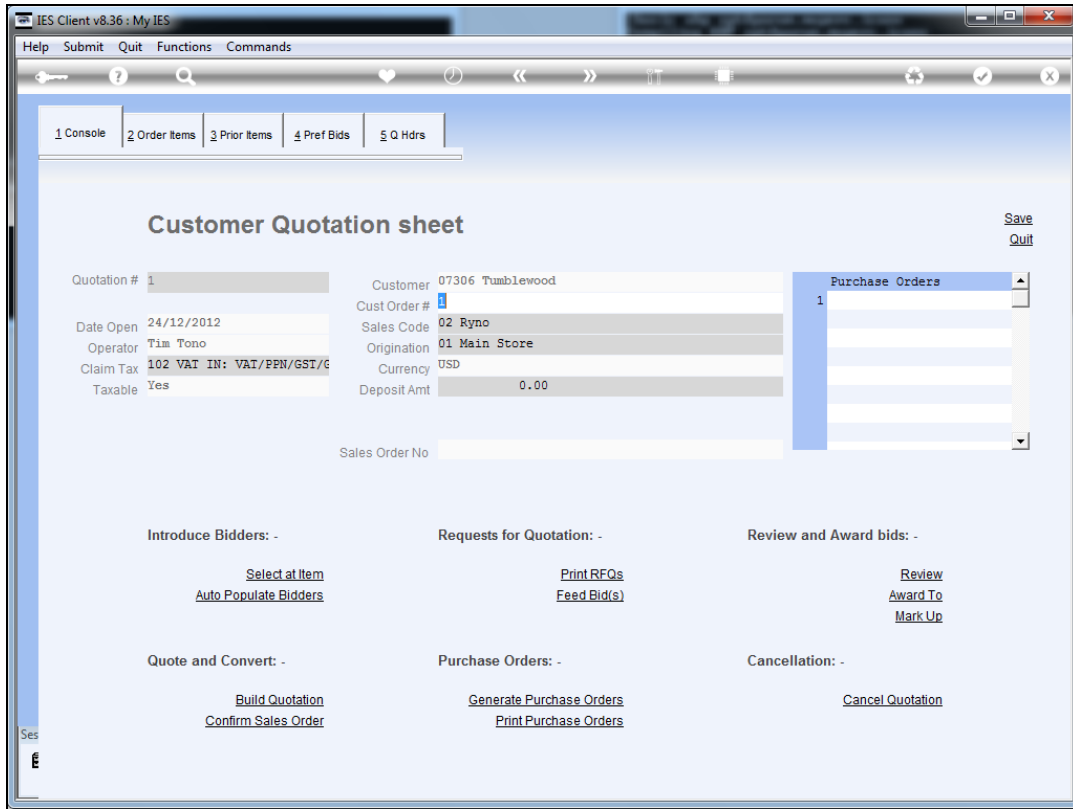 IES Client v8.36 : My IES
Help Submit Quit Functions Commands
1 Console 2 Order Items 3 Prior Items 4 Pref Bids 5 Q Hdrs
Customer Quotation sheet
Save
Quit
Quotation # 1
Customer 07306 Tumblewood
Purchase Orders
Cust Order # 1
1
Date Open 24/12/2012
Sales Code 02 Ryno
Operator Tim Tono
Origination 01 Main Store
Claim Tax 102 VAT IN: VAT/PPN/GST/G
Currency USD
Taxable Yes
Deposit Amt 0.00
Sales Order No
Introduce Bidders: - Requests for Quotation: - Review and Award bids: -
Select at Item Print RFQs Review
Auto Populate Bidders Feed Bid(s) Award To
Mark Up
Quote and Convert: - Purchase Orders: - Cancellation: -
Build Quotation Generate Purchase Orders Cancel Quotation
Confirm Sales Order Print Purchase Orders
Ses